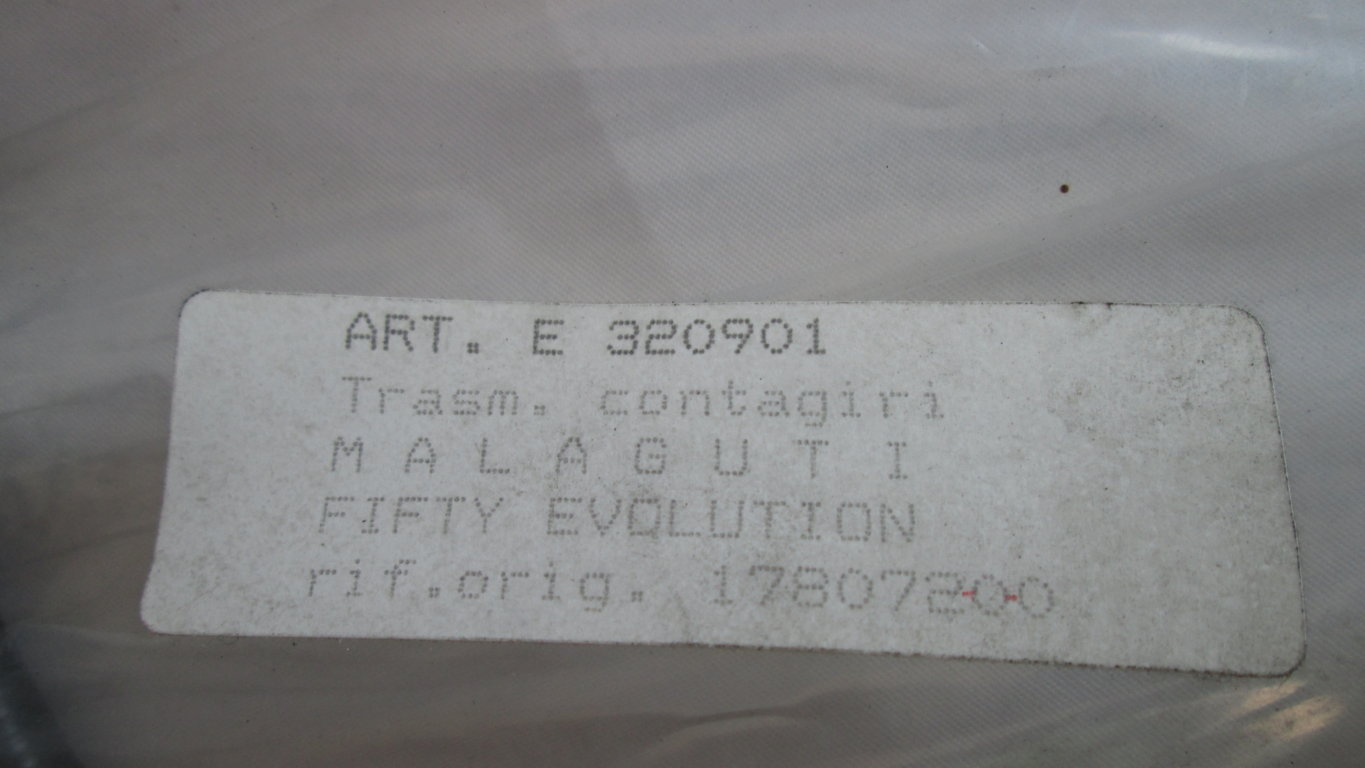 ART. E 320901
Trasm. contagiri
M A L A G U T I
FIFTY EVOLUTION
rif.orig. 17807200